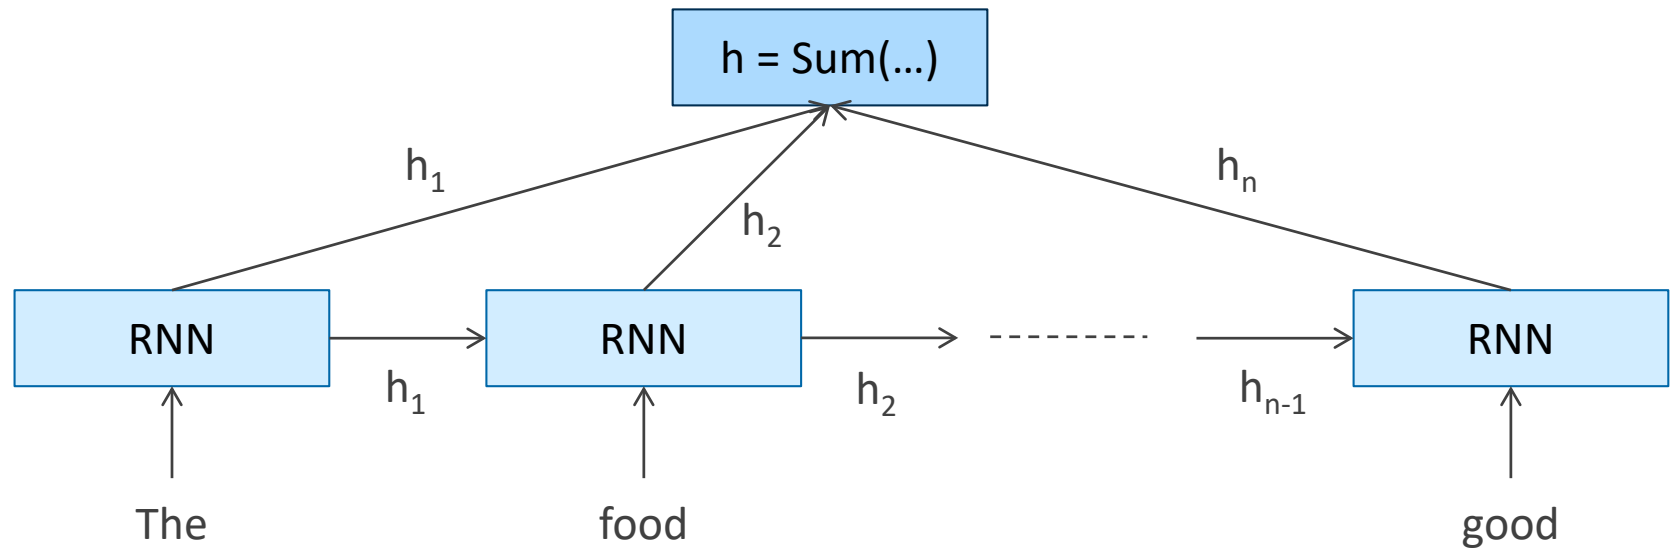 h = Sum(…)
h₁
h₂
hₙ
RNN
RNN
RNN
h₁
h₂
hₙ₋₁
The
food
good